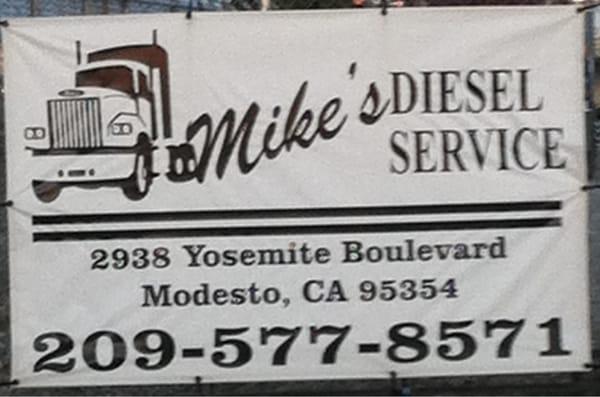 Mike's DIESEL
SERVICE
2938 Yosemite Boulevard
Modesto, CA 95354
209-577-8571